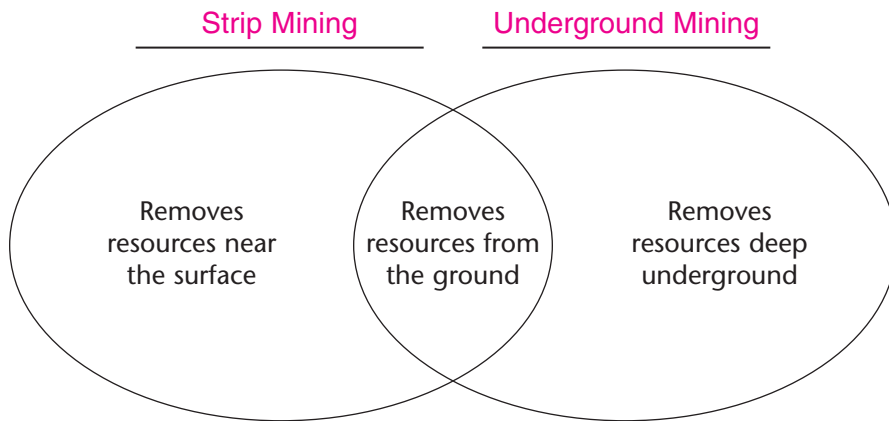 Strip Mining
Underground Mining
Removes
resources near
the surface
Removes
resources from
the ground
Removes
resources deep
underground